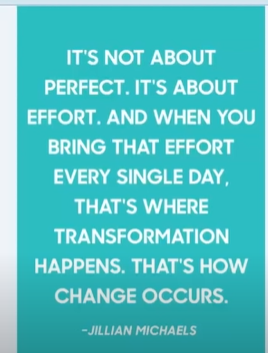 IT'S NOT ABOUT
PERFECT. IT'S ABOUT
EFFORT. AND WHEN YOU
BRING THAT EFFORT
EVERY SINGLE DAY,
THAT'S WHERE
TRANSFORMATION
HAPPENS. THAT'S HOW
CHANGE OCCURS.
-JILLIAN MICHAELS